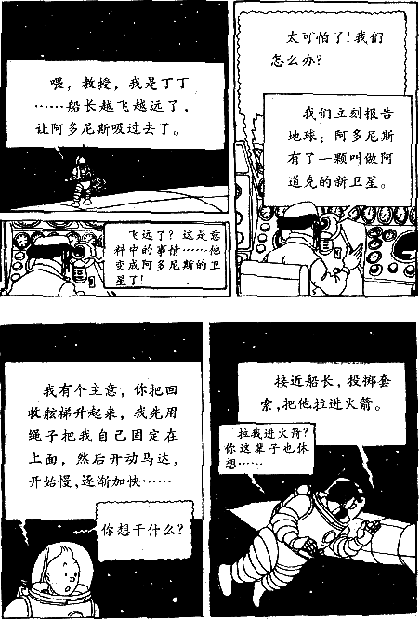 喂，教授，我是丁丁
……船长越飞越远了，
让阿多尼斯吸过去了。
飞远了？这是意
料中的事情……他
变成阿多尼斯的卫
星了！
太可怕了！我们
怎么办？
我们立刻报告
地球；阿多尼斯
有了一颗叫做阿
道克的新卫星。
我有个主意，你把回
收舷梯升起来，我先用
绳子把我自己固定在
上面，然后开动马达，
开始慢，逐渐加快……
你想干什么？
接近船长，投掷套
索，把他拉进火箭。
拉我进火箭？
你这辈子也休
想……